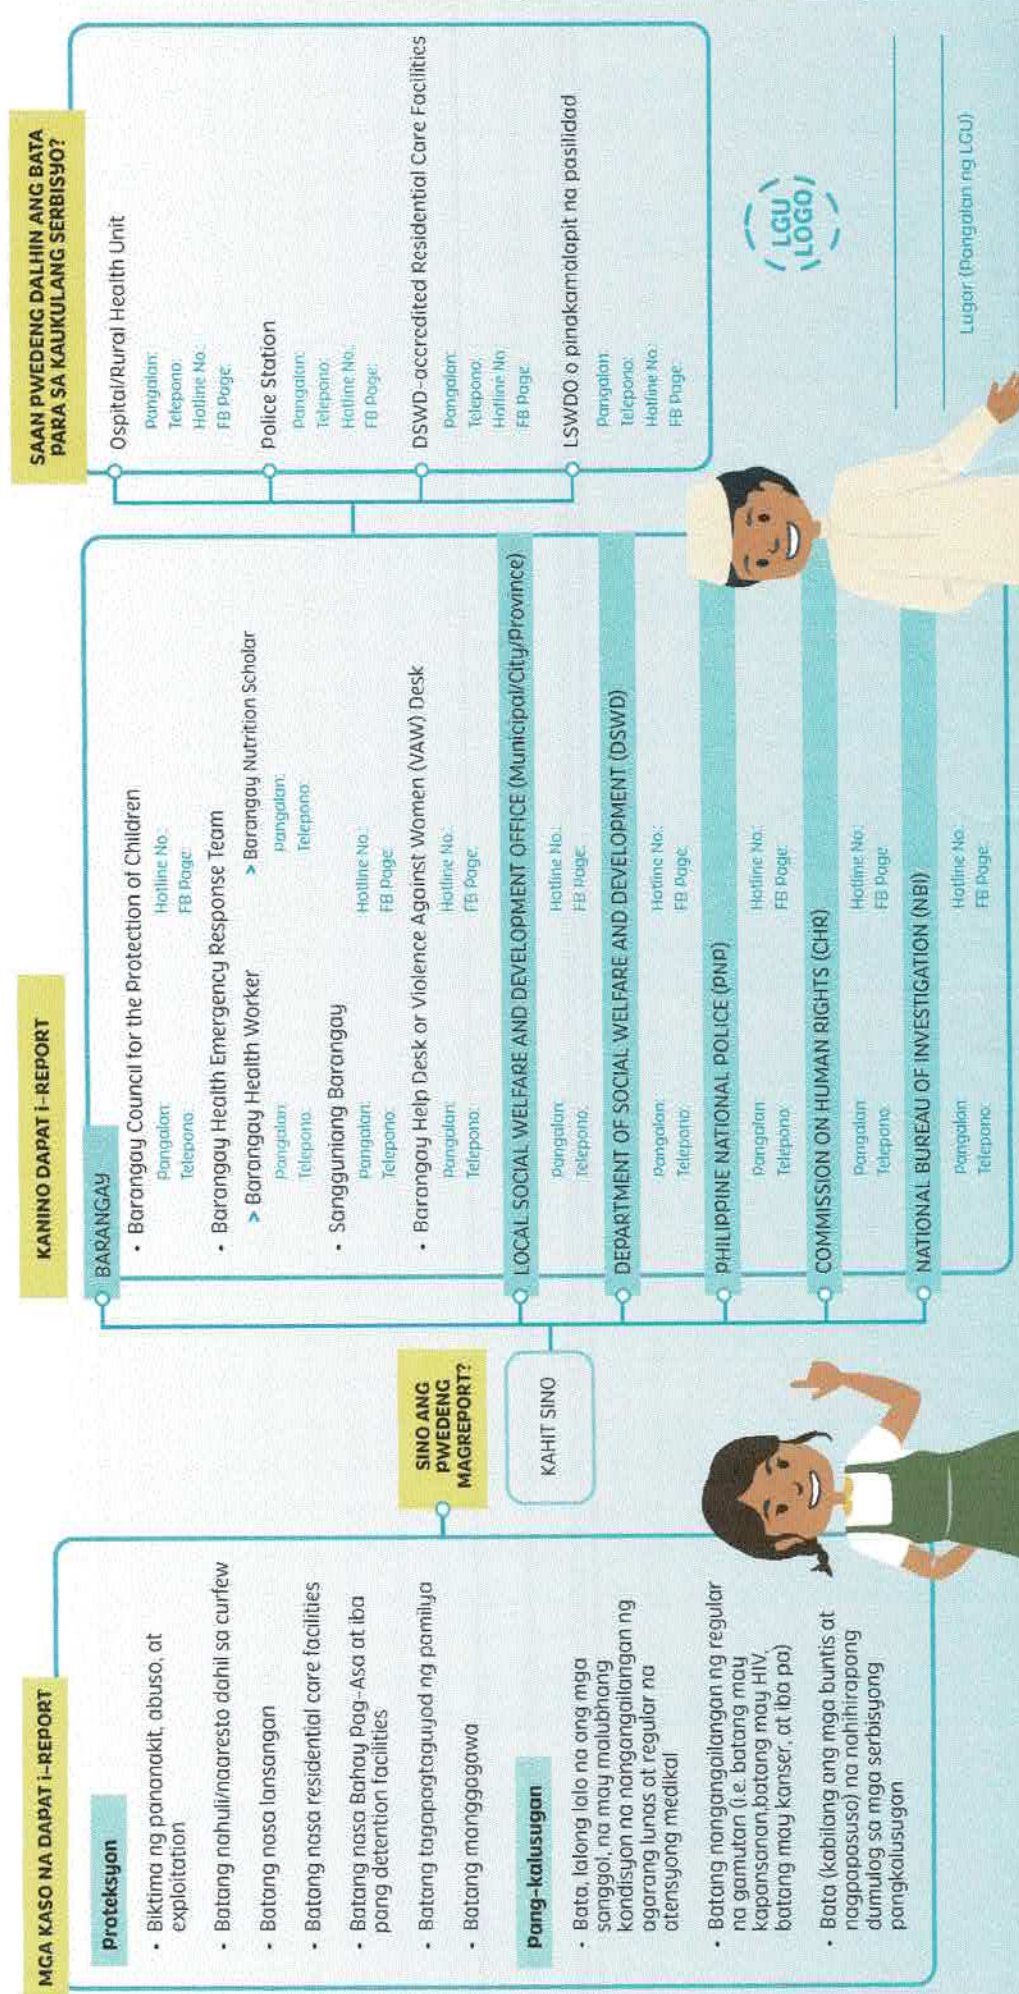 MGA KASO NA DAPAT i-REPORT
Proteksyon
• Biktima ng pananakit, abuso, at
exploitation
• Batang nahuli/naaresto dahil sa curfew
• Batang nasa lansangan
• Batang nasa residential care facilities
• Batang nasa Bahay Pag-Asa at iba
pang detention facilities
• Batang tagapagtaguyod ng pamilya
• Batang manggagawa
Pang-kalusugan
• Bata, lalong lalo na ang mga
sanggol, na may malubhang
kondisyon na nangangailangan ng
agarang lunas at regular na
atensyong medikal
• Batang nangangailangan ng regular
na gamutan (i.e. batang may
kapansanan,batang may HIV,
batang may kanser, at iba pa)
• Bata (kabilang ang mga buntis at
nagpapasuso) na nahihirapang
dumulog sa mga serbisyong
pangkalusugan
SINO ANG
PWEDENG
MAGREPORT?
KAHIT SINO
KANINO DAPAT i-REPORT
BARANGAY
• Barangay Council for the Protection of Children
Pangalan: Hotline No.:
Telepono: FB Page:
• Barangay Health Emergency Response Team
> Barangay Health Worker > Barangay Nutrition Scholar
Pangalan: Pangalan:
Telepono: Telepono:
• Sangguniang Barangay
Pangalan: Hotline No.:
Telepono: FB Page:
• Barangay Help Desk or Violence Against Women (VAW) Desk
Pangalan: Hotline No.:
Telepono: FB Page:
LOCAL SOCIAL WELFARE AND DEVELOPMENT OFFICE (Municipal/City/Province)
Pangalan: Hotline No.:
Telepono: FB Page:
DEPARTMENT OF SOCIAL WELFARE AND DEVELOPMENT (DSWD)
Pangalan: Hotline No.:
Telepono: FB Page:
PHILIPPINE NATIONAL POLICE (PNP)
Pangalan: Hotline No.:
Telepono: FB Page:
COMMISSION ON HUMAN RIGHTS (CHR)
Pangalan: Hotline No.:
Telepono: FB Page:
NATIONAL BUREAU OF INVESTIGATION (NBI)
Pangalan: Hotline No.:
Telepono: FB Page:
SAAN PWEDENG DALHIN ANG BATA
PARA SA KAUKULANG SERBISYO?
Ospital/Rural Health Unit
Pangalan:
Telepono:
Hotline No.:
FB Page:
Police Station
Pangalan:
Telepono:
Hotline No.:
FB Page:
DSWD-accredited Residential Care Facilities
Pangalan:
Telepono:
Hotline No.:
FB Page:
LSWDO o pinakamalapit na pasilidad
Pangalan:
Telepono:
Hotline No.:
FB Page:
LGU
LOGO
Lugar (Pangalan ng LGU)